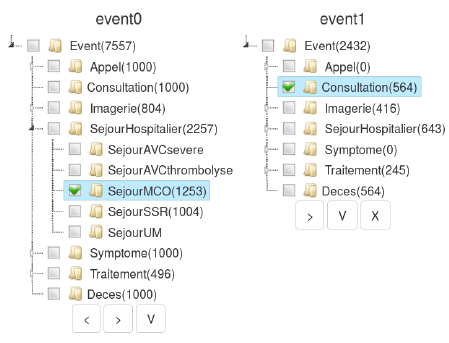 event0
Event(7557)
Appel(1000)
Consultation(1000)
Imagerie(804)
SejourHospitalier(2257)
SejourAVCsevere
SejourAVCthrombolyse
SejourMCO(1253)
SejourSSR(1004)
SejourUM
Symptome(1000)
Traitement(496)
Deces(1000)
< > V
event1
Event(2432)
Appel(0)
Consultation(564)
Imagerie(416)
SejourHospitalier(643)
Symptome(0)
Traitement(245)
Deces(564)
> V X